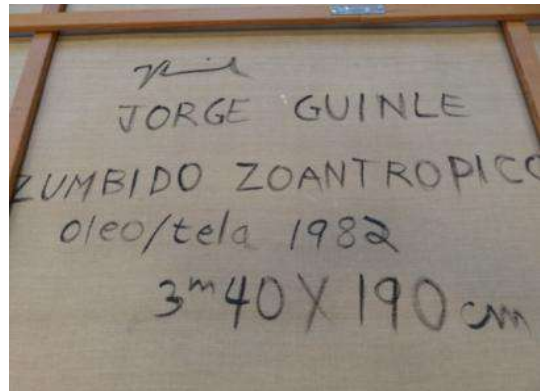 JORGE GUINLE
ZUMBIDO ZOANTROPICO
oleo/tela 1982
3m40 X 190 cm